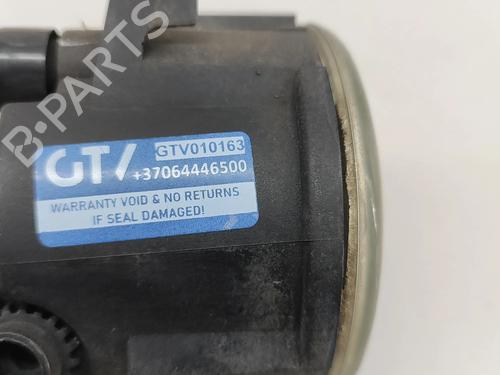 B-PARTS
GTV
GTV010163
+37064446500
WARRANTY VOID & NO RETURNS
IF SEAL DAMAGED!